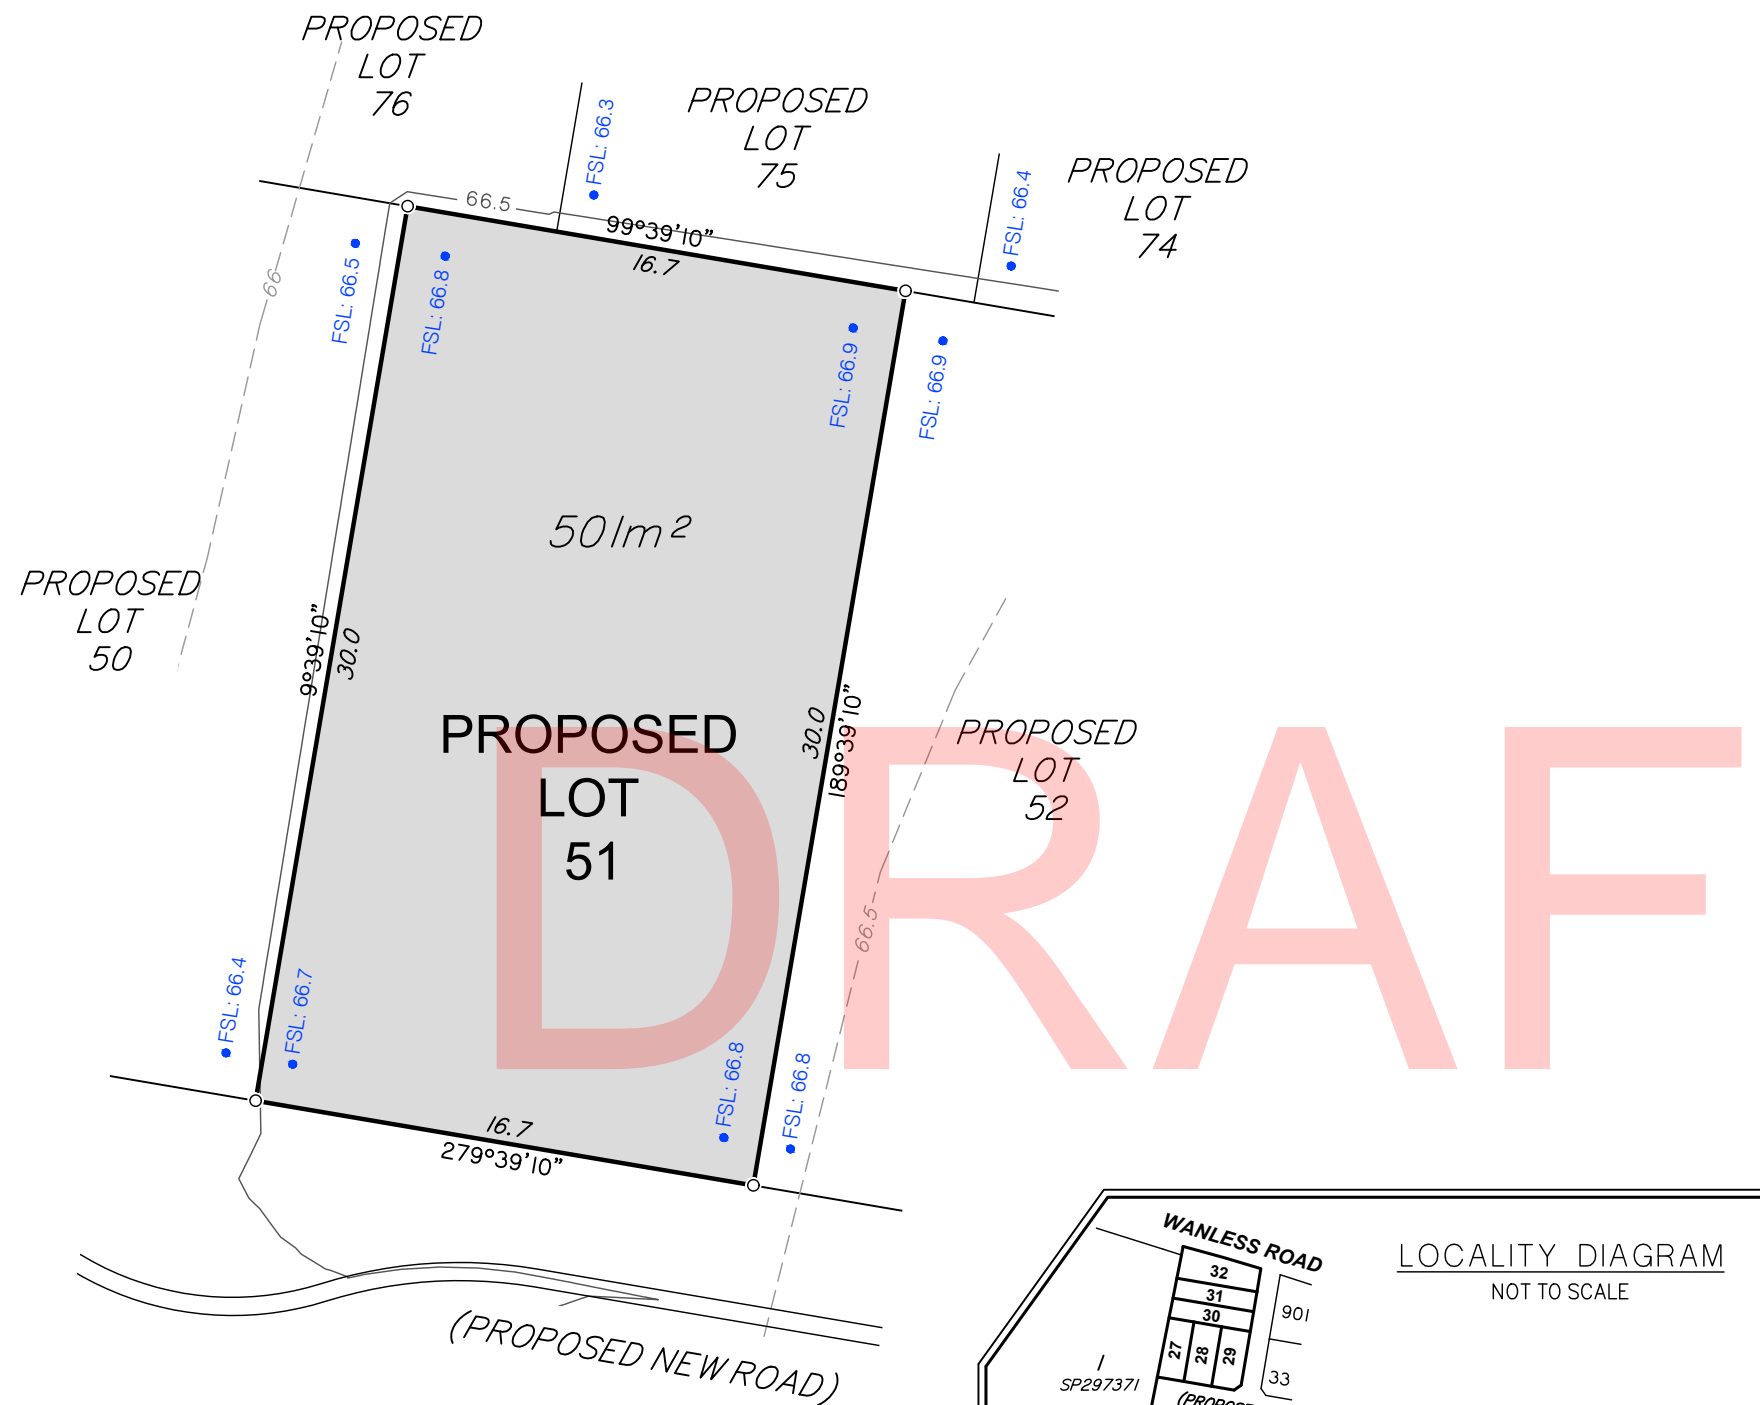 PROPOSED
LOT
76
PROPOSED
LOT
75
PROPOSED
LOT
74
FSL: 66.3
FSL: 66.4
66.5
99°39'10"
16.7
66
FSL: 66.5
FSL: 66.8
FSL: 66.9
FSL: 66.9
501m²
PROPOSED
LOT
50
9°39'10"
30.0
PROPOSED
LOT
51
30.0
189°39'10"
PROPOSED
LOT
52
DRAF
66.5
FSL: 66.4
FSL: 66.7
FSL: 66.8
FSL: 66.8
16.7
279°39'10"
(PROPOSED NEW ROAD)
WANLESS ROAD
LOCALITY DIAGRAM
NOT TO SCALE
32
31
30
901
27
28
29
33
1
SP297371